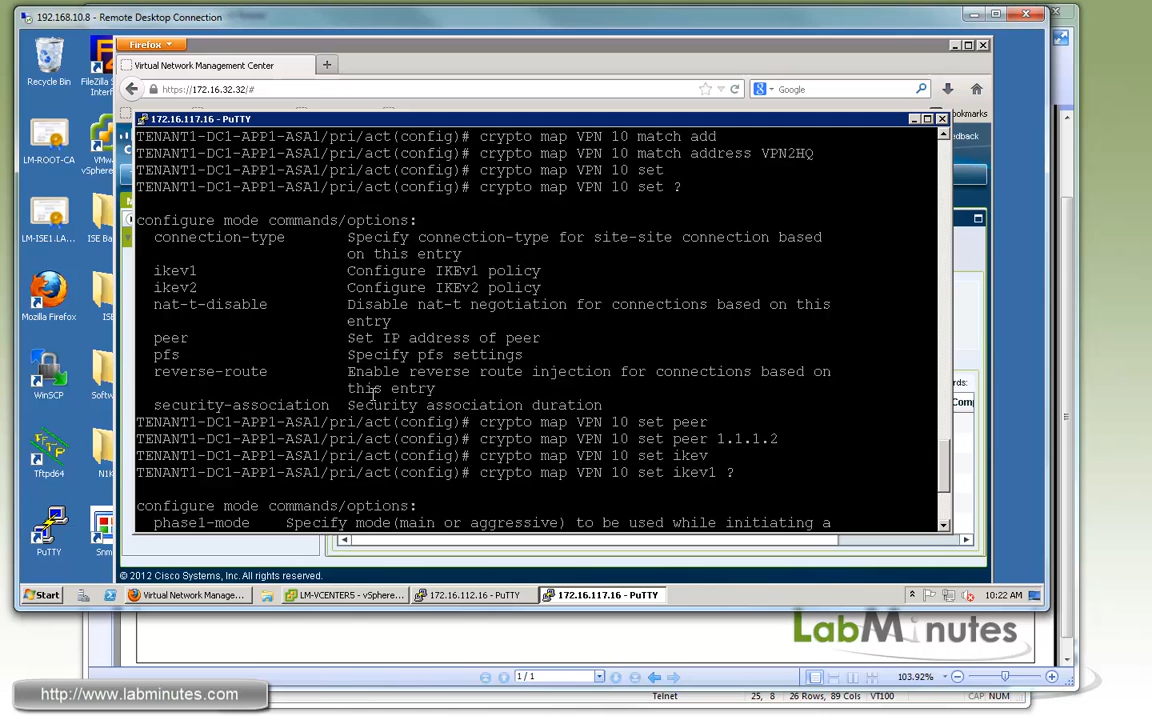 192.168.10.8 - Remote Desktop Connection
Firefox
Virtual Network Management Center
https://172.16.32.32/#
Google
okmarks
edback
172.16.117.16 - PuTTY
TENANT1-DC1-APP1-ASA1/pri/act(config)# crypto map VPN 10 match add
TENANT1-DC1-APP1-ASA1/pri/act(config)# crypto map VPN 10 match address VPN2HQ
TENANT1-DC1-APP1-ASA1/pri/act(config)# crypto map VPN 10 set
TENANT1-DC1-APP1-ASA1/pri/act(config)# crypto map VPN 10 set ?
configure mode commands/options:
connection-type Specify connection-type for site-site connection based
on this entry
ikev1 Configure IKEv1 policy
ikev2 Configure IKEv2 policy
nat-t-disable Disable nat-t negotiation for connections based on this
entry
peer Set IP address of peer
pfs Specify pfs settings
reverse-route Enable reverse route injection for connections based on
this entry
security-association Security association duration
TENANT1-DC1-APP1-ASA1/pri/act(config)# crypto map VPN 10 set peer
TENANT1-DC1-APP1-ASA1/pri/act(config)# crypto map VPN 10 set peer 1.1.1.2
TENANT1-DC1-APP1-ASA1/pri/act(config)# crypto map VPN 10 set ikev
TENANT1-DC1-APP1-ASA1/pri/act(config)# crypto map VPN 10 set ikev1 ?
configure mode commands/options:
phase1-mode Specify mode(main or aggressive) to be used while initiating a
Recycle Bin
FileZilla S
Interf
LM-ROOT-CA
VMw
vSphere
LM-ISE1.LA...
ISE Ba
Mozilla Firefox
ISE
WinSCP
Softw
Tftpd64
N1K
PuTTY
Snm
rds:
Com
© 2012 Cisco Systems, Inc. All rights reserved.
Start
Virtual Network Manage...
LM-VCENTER5 - vSphere...
172.16.112.16 - PuTTY
172.16.117.16 - PuTTY
10:22 AM
LabMinutes
1 / 1
103.92%
http://www.labminutes.com
Telnet
25, 8
26 Rows, 89 Cols
VT100
CAP
NUM